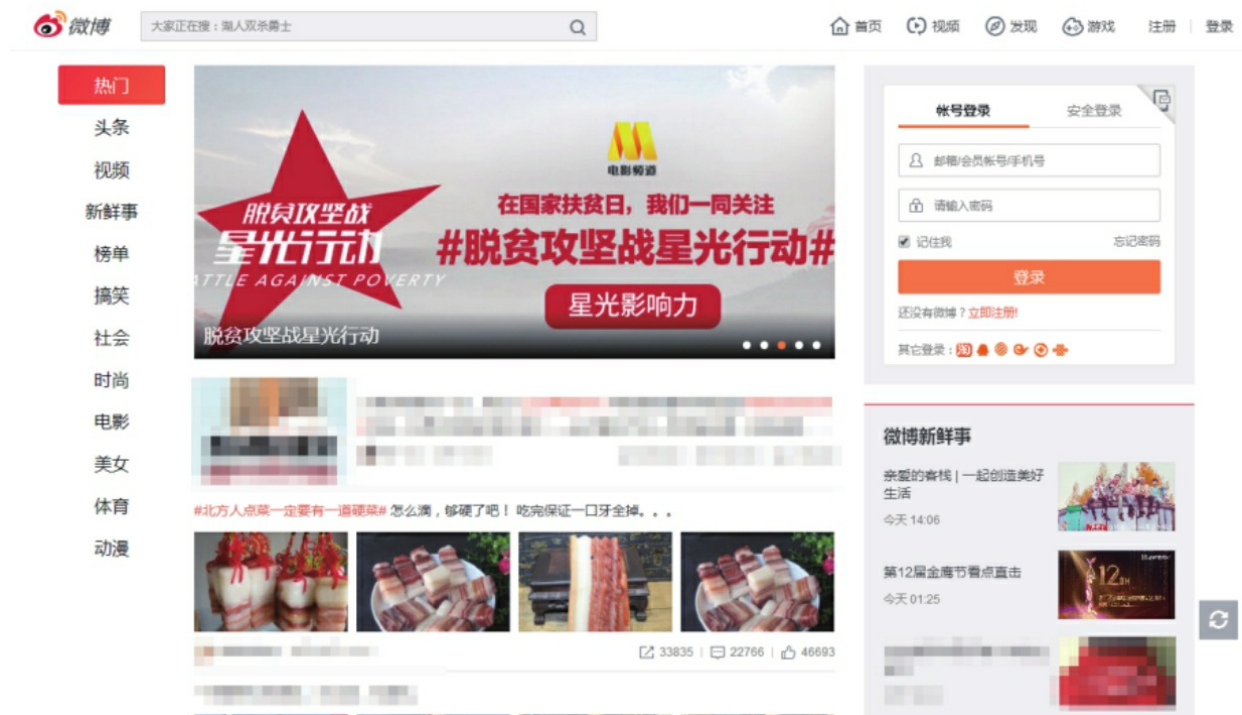 微博
大家正在搜：湖人双杀勇士
首页
视频
发现
游戏
注册
登录
热门
头条
视频
新鲜事
榜单
搞笑
社会
时尚
电影
美女
体育
动漫
脱贫攻坚战
星光行动
ATTLE AGAINST POVERTY
电影频道
在国家扶贫日，我们一同关注
#脱贫攻坚战星光行动#
星光影响力
脱贫攻坚战星光行动
#北方人点菜一定要有一道硬菜# 怎么滴，够硬了吧！ 吃完保证一口牙全掉。。。
33835
22766
46693
帐号登录
安全登录
邮箱/会员帐号/手机号
请输入密码
记住我
忘记密码
登录
还没有微博？立即注册!
其它登录：
微博新鲜事
亲爱的客栈 | 一起创造美好
生活
今天 14:06
第12届金鹰节看点直击
今天 01:25